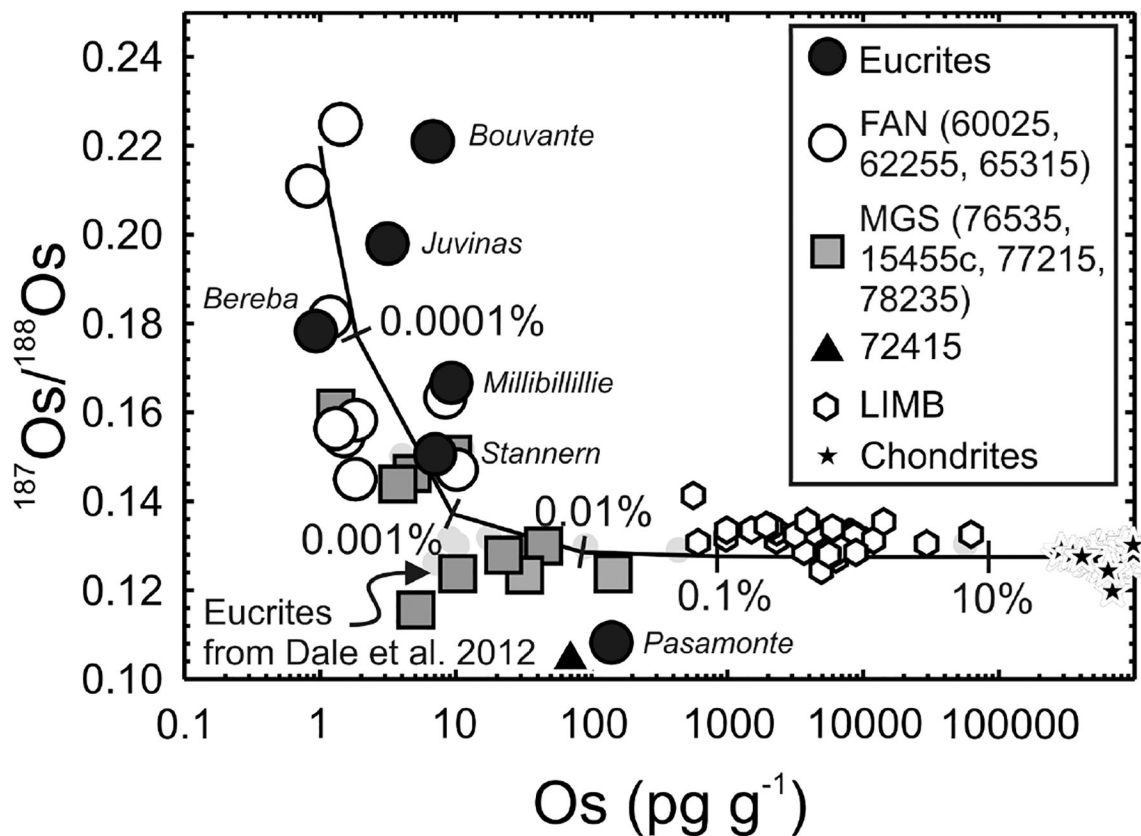 0.24
0.22
0.20
0.18
0.16
0.14
0.12
0.10
187Os/188Os
0.1
1
10
100
1000
10000
100000
Os (pg g-1)
Eucrites
FAN (60025,
62255, 65315)
MGS (76535,
15455c, 77215,
78235)
72415
LIMB
Chondrites
Bouvante
Juvinas
Bereba
0.0001%
Millibillillie
Stannern
0.001%
0.01%
0.1%
10%
Eucrites
from Dale et al. 2012
Pasamonte